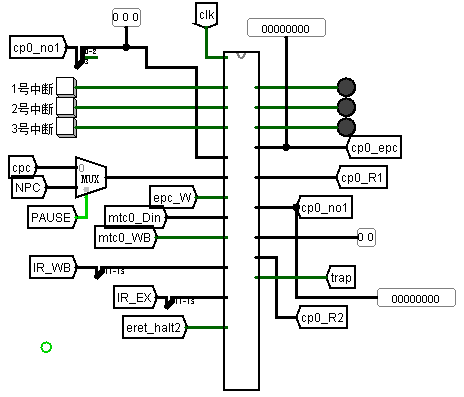 clk
0 0 0
00000000
cp0_no1
1号中断
2号中断
3号中断
cp0_epc
cpc
0
MUX
NPC
cp0_R1
epc_W
PAUSE
cp0_no1
mtc0_Din
mtc0_WB
0 0
IR_WB
trap
IR_EX
00000000
cp0_R2
eret_halt2